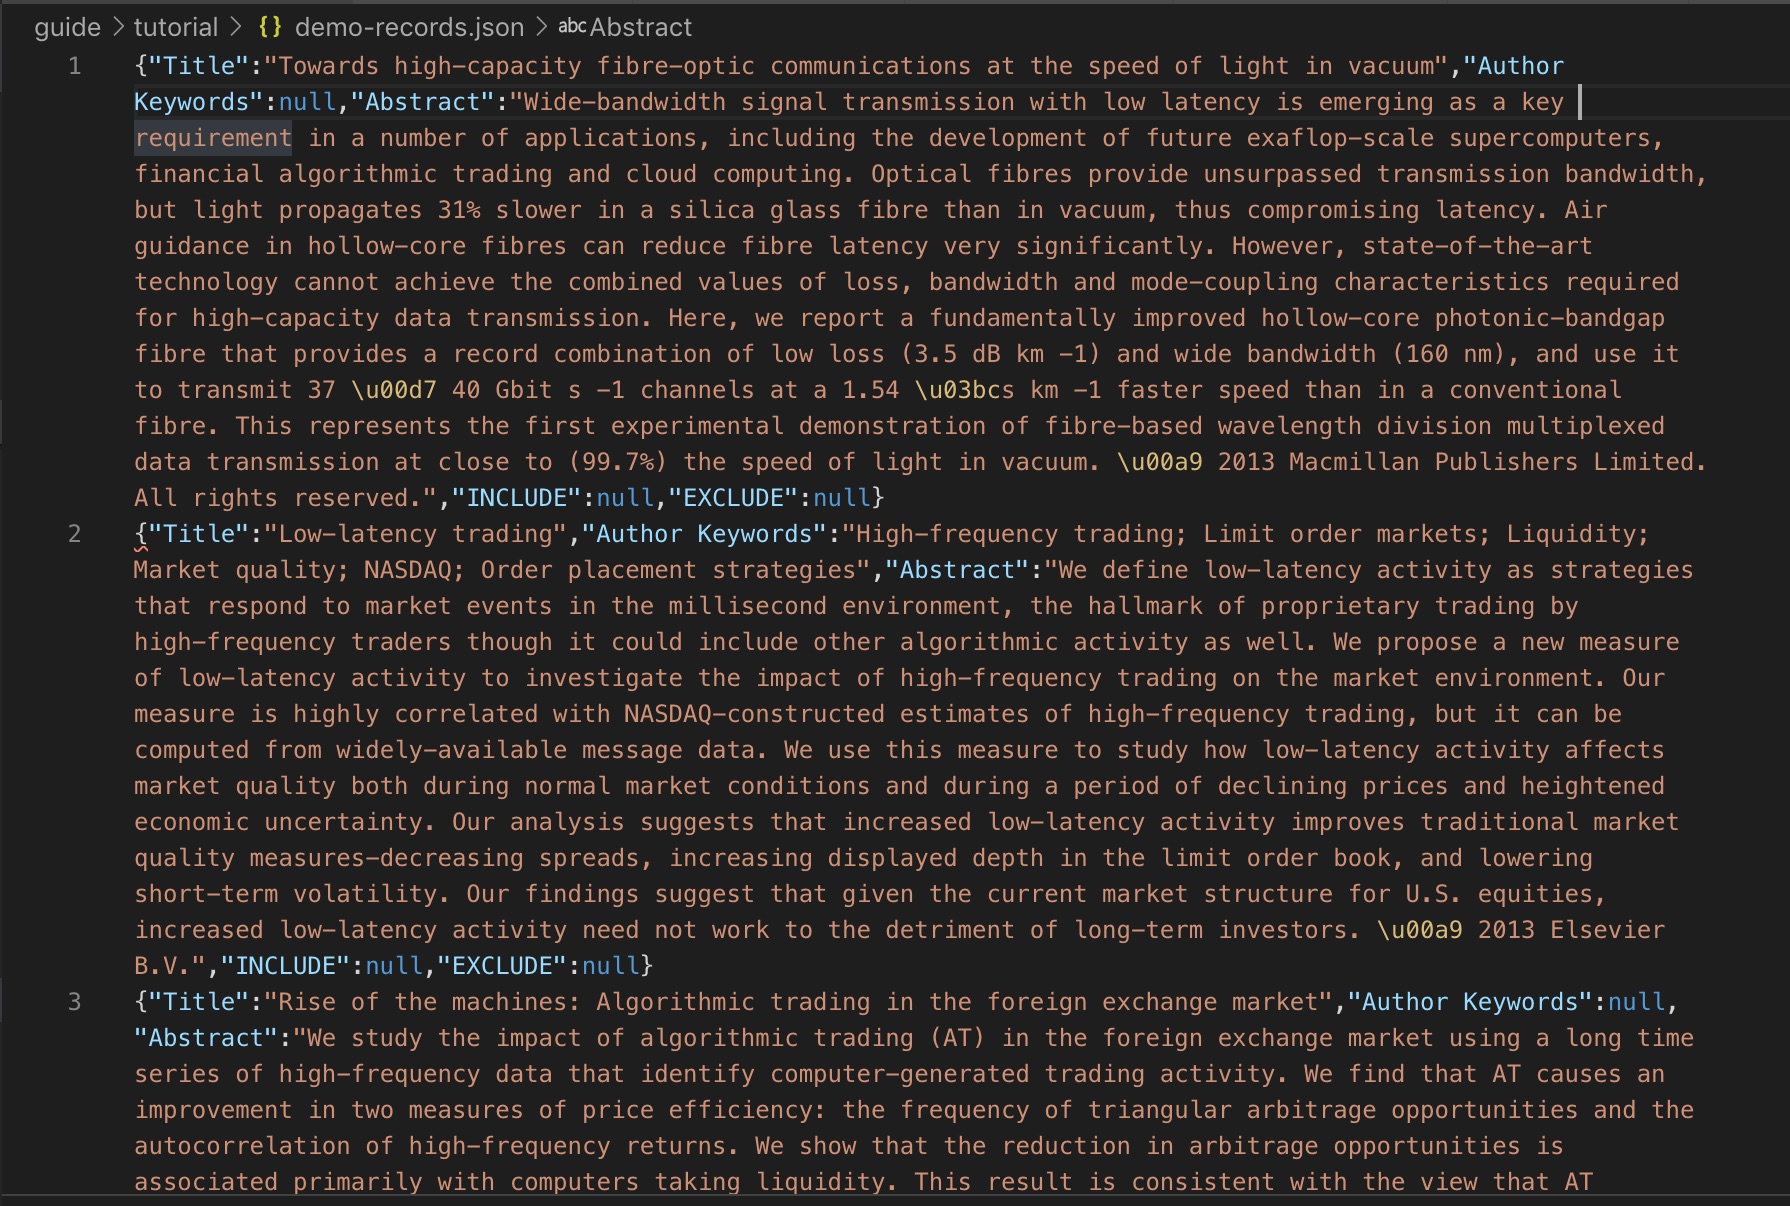 guide > tutorial > {} demo-records.json > abc Abstract
1 {"Title":"Towards high-capacity fibre-optic communications at the speed of light in vacuum","Author
Keywords":null,"Abstract":"Wide-bandwidth signal transmission with low latency is emerging as a key
requirement in a number of applications, including the development of future exaflop-scale supercomputers,
financial algorithmic trading and cloud computing. Optical fibres provide unsurpassed transmission bandwidth,
but light propagates 31% slower in a silica glass fibre than in vacuum, thus compromising latency. Air
guidance in hollow-core fibres can reduce fibre latency very significantly. However, state-of-the-art
technology cannot achieve the combined values of loss, bandwidth and mode-coupling characteristics required
for high-capacity data transmission. Here, we report a fundamentally improved hollow-core photonic-bandgap
fibre that provides a record combination of low loss (3.5 dB km -1) and wide bandwidth (160 nm), and use it
to transmit 37 \u00d7 40 Gbit s -1 channels at a 1.54 \u03bcs km -1 faster speed than in a conventional
fibre. This represents the first experimental demonstration of fibre-based wavelength division multiplexed
data transmission at close to (99.7%) the speed of light in vacuum. \u00a9 2013 Macmillan Publishers Limited.
All rights reserved.","INCLUDE":null,"EXCLUDE":null}
2 {"Title":"Low-latency trading","Author Keywords":"High-frequency trading; Limit order markets; Liquidity;
Market quality; NASDAQ; Order placement strategies","Abstract":"We define low-latency activity as strategies
that respond to market events in the millisecond environment, the hallmark of proprietary trading by
high-frequency traders though it could include other algorithmic activity as well. We propose a new measure
of low-latency activity to investigate the impact of high-frequency trading on the market environment. Our
measure is highly correlated with NASDAQ-constructed estimates of high-frequency trading, but it can be
computed from widely-available message data. We use this measure to study how low-latency activity affects
market quality both during normal market conditions and during a period of declining prices and heightened
economic uncertainty. Our analysis suggests that increased low-latency activity improves traditional market
quality measures-decreasing spreads, increasing displayed depth in the limit order book, and lowering
short-term volatility. Our findings suggest that given the current market structure for U.S. equities,
increased low-latency activity need not work to the detriment of long-term investors. \u00a9 2013 Elsevier
B.V.","INCLUDE":null,"EXCLUDE":null}
3 {"Title":"Rise of the machines: Algorithmic trading in the foreign exchange market","Author Keywords":null,
"Abstract":"We study the impact of algorithmic trading (AT) in the foreign exchange market using a long time
series of high-frequency data that identify computer-generated trading activity. We find that AT causes an
improvement in two measures of price efficiency: the frequency of triangular arbitrage opportunities and the
autocorrelation of high-frequency returns. We show that the reduction in arbitrage opportunities is
associated primarily with computers taking liquidity. This result is consistent with the view that AT